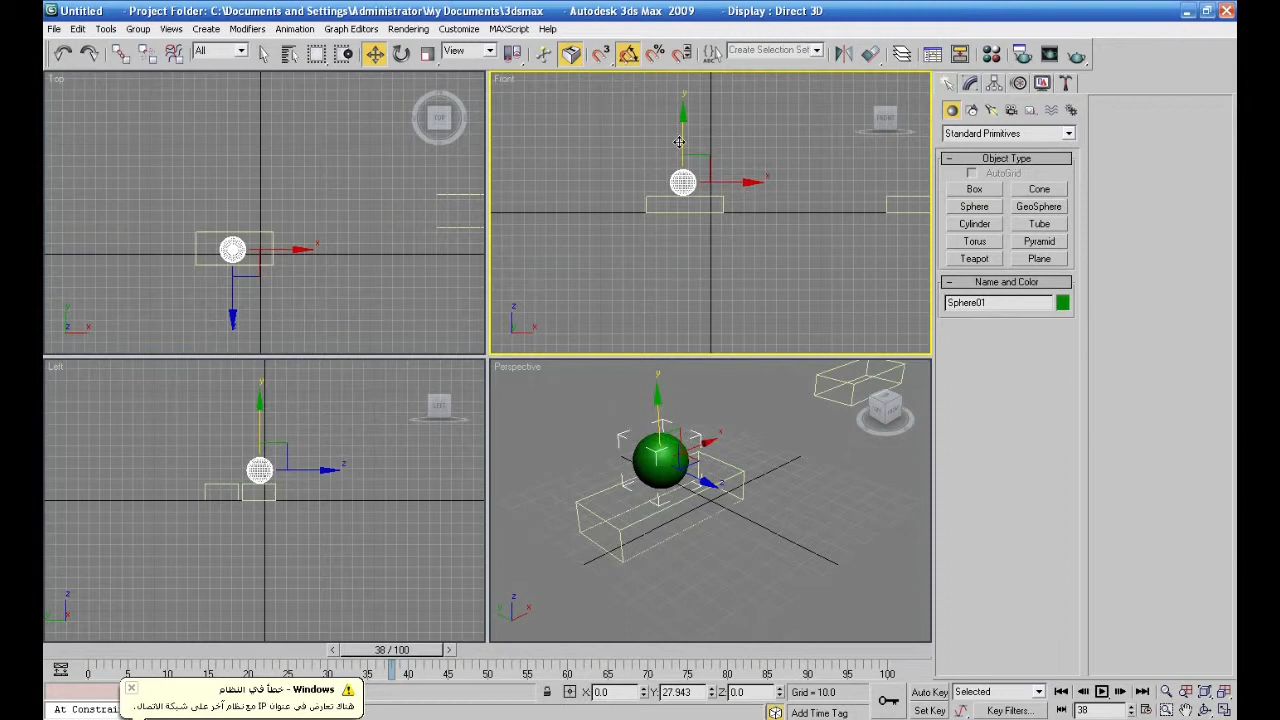 Untitled - Project Folder: C:\Documents and Settings\Administrator\My Documents\3dsmax - Autodesk 3ds Max 2009 - Display : Direct 3D
File Edit Tools Group Views Create Modifiers Animation Graph Editors Rendering Customize MAXScript Help
All View Create Selection Set
Top
TOP
x
y
z x
Front
FRONT
y
x
z
y x
Left
LEFT
y
z
z
x
Perspective
y
x
z
z
y x
Standard Primitives
Object Type
AutoGrid
Box Cone
Sphere GeoSphere
Cylinder Tube
Torus Pyramid
Teapot Plane
Name and Color
Sphere01
38 / 100
0 5 10 15 20 25 30 35 40 45 50 55 60 65 70 75 80 85 90 95 100
Windows - خطأ في النظام
هناك تعارض في عنوان IP مع نظام آخر على شبكة الاتصال.
At Constrai
X: 0.0 Y: 27.943 Z: 0.0 Grid = 10.0
Add Time Tag
Auto Key Selected
Set Key Key Filters... 38